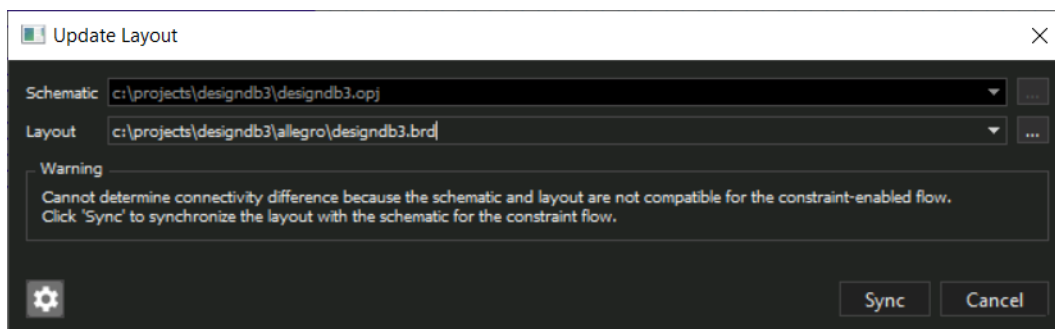 Update Layout
Schematic c:\projects\designdb3\designdb3.opj ...
Layout c:\projects\designdb3\allegro\designdb3.brd ...
Warning
Cannot determine connectivity difference because the schematic and layout are not compatible for the constraint-enabled flow.
Click 'Sync' to synchronize the layout with the schematic for the constraint flow.
Sync Cancel